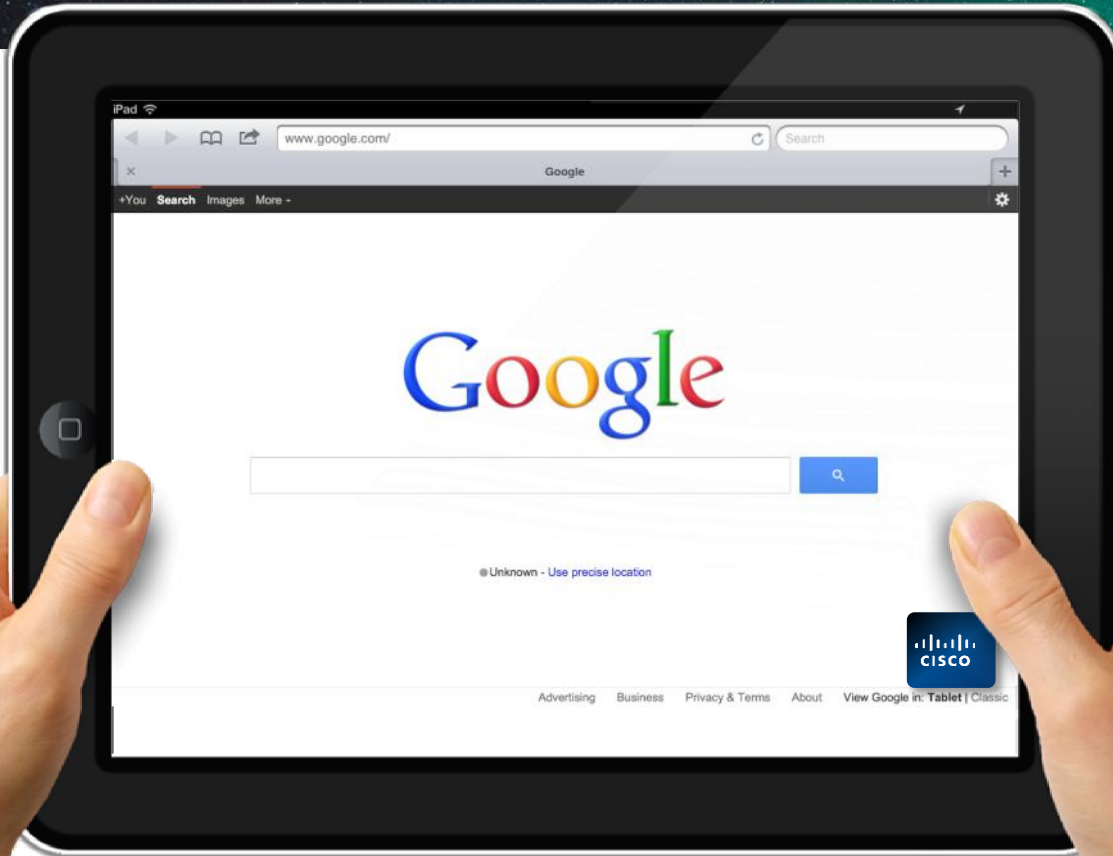 iPad
www.google.com/
Search
Google
+You Search Images More
Google
Unknown - Use precise location
CISCO
Advertising Business Privacy & Terms About View Google in: Tablet | Classic